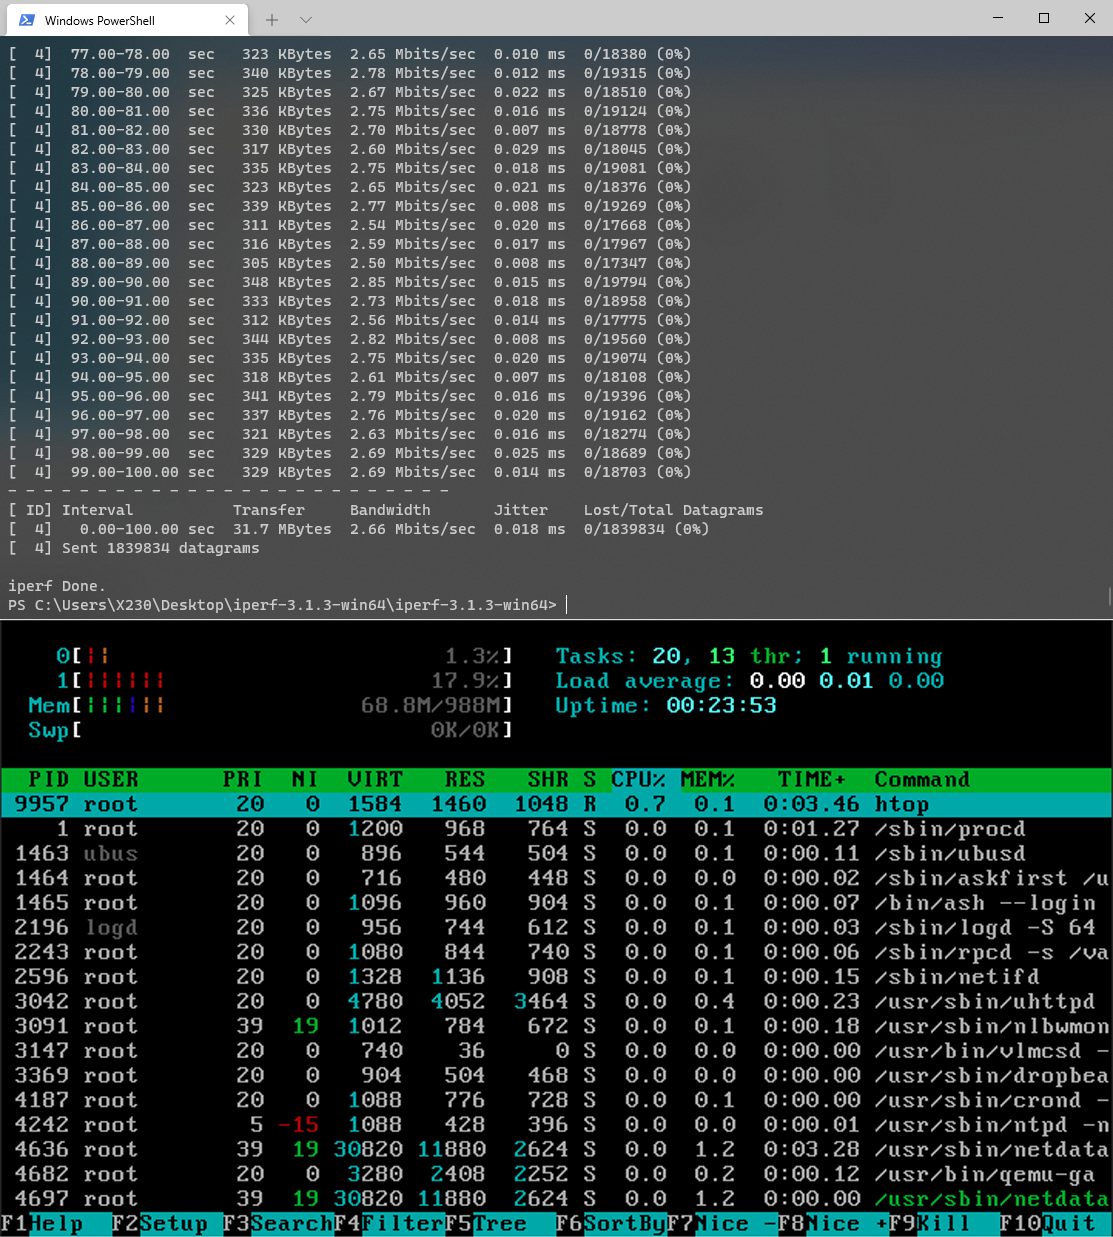 Windows PowerShell
[  4]  77.00-78.00  sec   323 KBytes  2.65 Mbits/sec  0.010 ms  0/18380 (0%)
[  4]  78.00-79.00  sec   340 KBytes  2.78 Mbits/sec  0.012 ms  0/19315 (0%)
[  4]  79.00-80.00  sec   325 KBytes  2.67 Mbits/sec  0.022 ms  0/18510 (0%)
[  4]  80.00-81.00  sec   336 KBytes  2.75 Mbits/sec  0.016 ms  0/19124 (0%)
[  4]  81.00-82.00  sec   330 KBytes  2.70 Mbits/sec  0.007 ms  0/18778 (0%)
[  4]  82.00-83.00  sec   317 KBytes  2.60 Mbits/sec  0.029 ms  0/18045 (0%)
[  4]  83.00-84.00  sec   335 KBytes  2.75 Mbits/sec  0.018 ms  0/19081 (0%)
[  4]  84.00-85.00  sec   323 KBytes  2.65 Mbits/sec  0.021 ms  0/18376 (0%)
[  4]  85.00-86.00  sec   339 KBytes  2.77 Mbits/sec  0.008 ms  0/19269 (0%)
[  4]  86.00-87.00  sec   311 KBytes  2.54 Mbits/sec  0.020 ms  0/17668 (0%)
[  4]  87.00-88.00  sec   316 KBytes  2.59 Mbits/sec  0.017 ms  0/17967 (0%)
[  4]  88.00-89.00  sec   305 KBytes  2.50 Mbits/sec  0.008 ms  0/17347 (0%)
[  4]  89.00-90.00  sec   348 KBytes  2.85 Mbits/sec  0.015 ms  0/19794 (0%)
[  4]  90.00-91.00  sec   333 KBytes  2.73 Mbits/sec  0.018 ms  0/18958 (0%)
[  4]  91.00-92.00  sec   312 KBytes  2.56 Mbits/sec  0.014 ms  0/17775 (0%)
[  4]  92.00-93.00  sec   344 KBytes  2.82 Mbits/sec  0.008 ms  0/19560 (0%)
[  4]  93.00-94.00  sec   335 KBytes  2.75 Mbits/sec  0.020 ms  0/19074 (0%)
[  4]  94.00-95.00  sec   318 KBytes  2.61 Mbits/sec  0.007 ms  0/18108 (0%)
[  4]  95.00-96.00  sec   341 KBytes  2.79 Mbits/sec  0.016 ms  0/19396 (0%)
[  4]  96.00-97.00  sec   337 KBytes  2.76 Mbits/sec  0.020 ms  0/19162 (0%)
[  4]  97.00-98.00  sec   321 KBytes  2.63 Mbits/sec  0.016 ms  0/18274 (0%)
[  4]  98.00-99.00  sec   329 KBytes  2.69 Mbits/sec  0.025 ms  0/18689 (0%)
[  4]  99.00-100.00 sec   329 KBytes  2.69 Mbits/sec  0.014 ms  0/18703 (0%)
- - - - - - - - - - - - - - - - - - - - - - - - -
[ ID] Interval           Transfer     Bandwidth       Jitter    Lost/Total Datagrams
[  4]   0.00-100.00 sec  31.7 MBytes  2.66 Mbits/sec  0.018 ms  0/1839834 (0%)
[  4] Sent 1839834 datagrams
iperf Done.
PS C:\Users\X230\Desktop\iperf-3.1.3-win64\iperf-3.1.3-win64>
0[|| 1.3%] Tasks: 20, 13 thr; 1 running
1[|||||| 17.9%] Load average: 0.00 0.01 0.00
Mem[|||||| 68.8M/988M] Uptime: 00:23:53
Swp[ 0K/0K]
PID USER PRI NI VIRT RES SHR S CPU% MEM% TIME+ Command
9957 root 20 0 1584 1460 1048 R 0.7 0.1 0:03.46 htop
1 root 20 0 1200 968 764 S 0.0 0.1 0:01.27 /sbin/procd
1463 ubus 20 0 896 544 504 S 0.0 0.1 0:00.11 /sbin/ubusd
1464 root 20 0 716 480 448 S 0.0 0.0 0:00.02 /sbin/askfirst /u
1465 root 20 0 1096 960 904 S 0.0 0.1 0:00.07 /bin/ash --login
2196 logd 20 0 956 744 612 S 0.0 0.1 0:00.03 /sbin/logd -S 64
2243 root 20 0 1080 844 740 S 0.0 0.1 0:00.06 /sbin/rpcd -s /va
2596 root 20 0 1328 1136 908 S 0.0 0.1 0:00.15 /sbin/netifd
3042 root 20 0 4780 4052 3464 S 0.0 0.4 0:00.23 /usr/sbin/uhttpd
3091 root 39 19 1012 784 672 S 0.0 0.1 0:00.18 /usr/sbin/nlbwmon
3147 root 20 0 740 36 0 S 0.0 0.0 0:00.00 /usr/bin/vlmcsd -
3369 root 20 0 904 504 468 S 0.0 0.0 0:00.00 /usr/sbin/dropbea
4187 root 20 0 1088 776 728 S 0.0 0.1 0:00.00 /usr/sbin/crond -
4242 root 5 -15 1088 428 396 S 0.0 0.0 0:00.01 /usr/sbin/ntpd -n
4636 root 39 19 30820 11880 2624 S 0.0 1.2 0:03.28 /usr/sbin/netdata
4682 root 20 0 3280 2408 2252 S 0.0 0.2 0:00.12 /usr/bin/qemu-ga
4697 root 39 19 30820 11880 2624 S 0.0 1.2 0:00.00 /usr/sbin/netdata
F1Help F2Setup F3SearchF4FilterF5Tree F6SortByF7Nice -F8Nice +F9Kill F10Quit